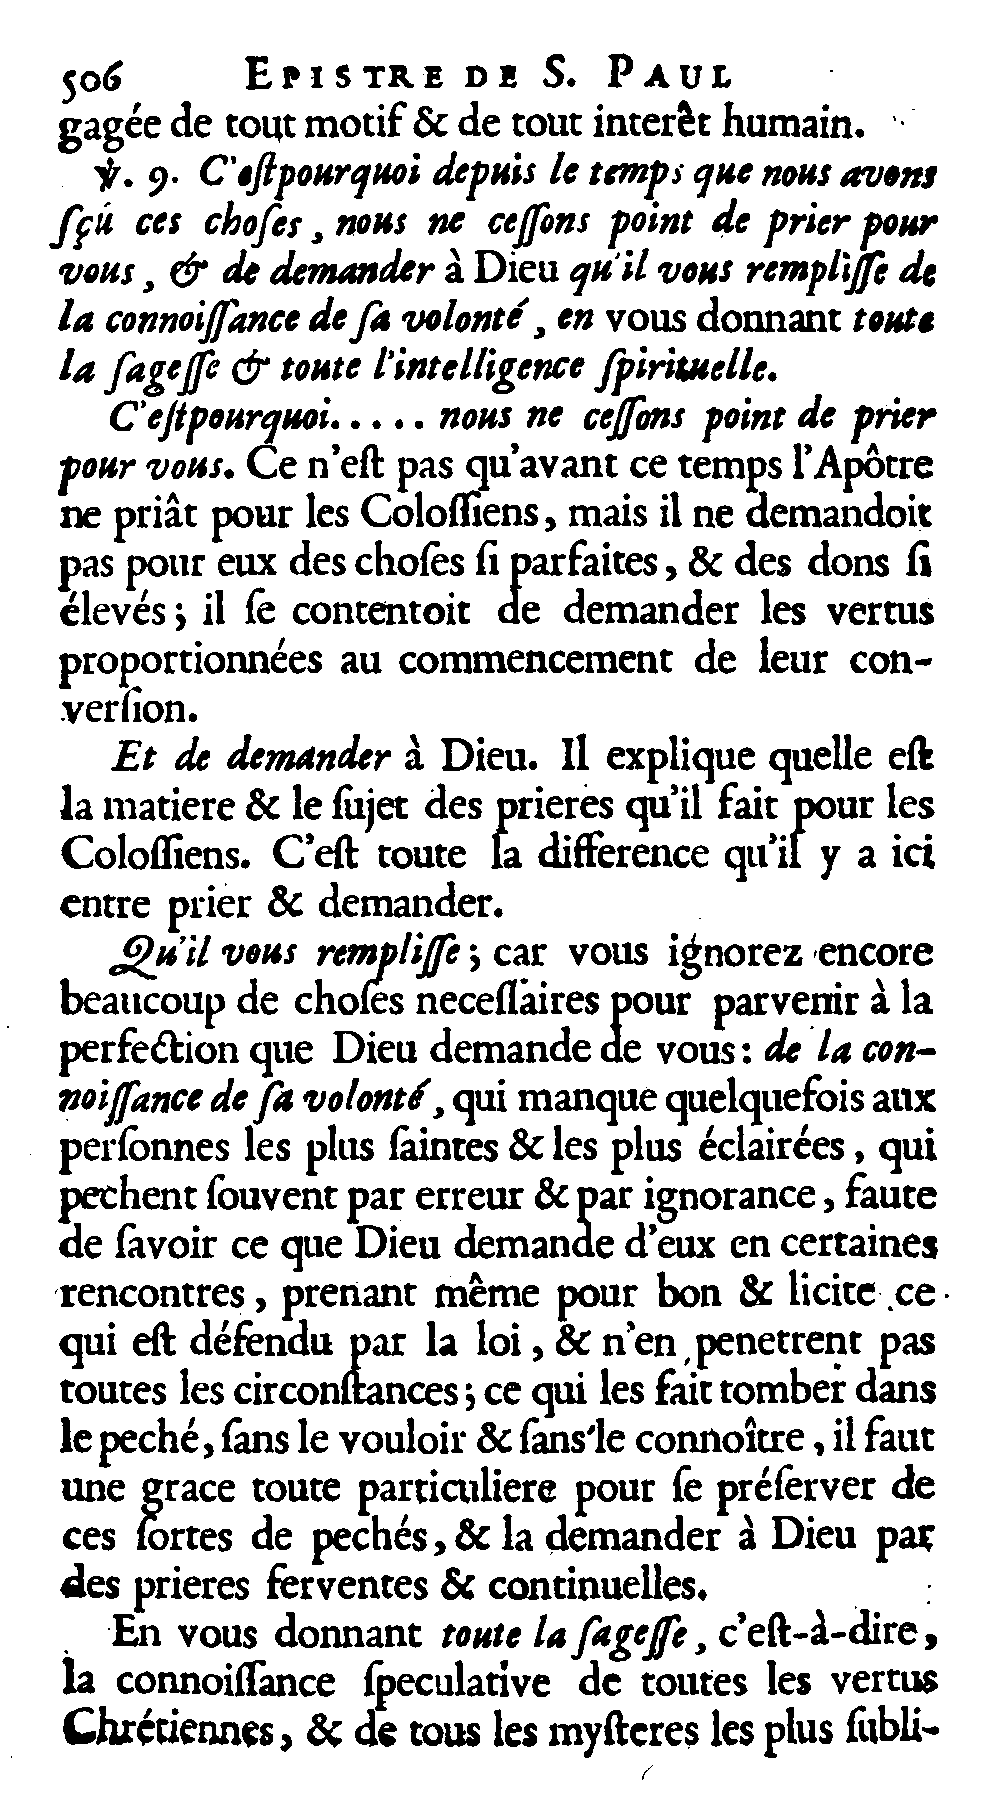 506 EPISTRE DE S. PAUL
gagée de tout motif & de tout interêt humain.
℣. 9. C'eſtpourquoi depuis le temps que nous avons
ſçû ces choſes, nous ne ceſſons point de prier pour
vous, & de demander à Dieu qu'il vous rempliſſe de
la connoiſſance de ſa volonté, en vous donnant toute
la ſageſſe & toute l'intelligence ſpirituelle.
C'eſtpourquoi..... nous ne ceſſons point de prier
pour vous. Ce n'eſt pas qu'avant ce temps l'Apôtre
ne priât pour les Coloſſiens, mais il ne demandoit
pas pour eux des choſes ſi parfaites, & des dons ſi
élevés; il ſe contentoit de demander les vertus
proportionnées au commencement de leur con-
verſion.
Et de demander à Dieu. Il explique quelle eſt
la matiere & le ſujet des prieres qu'il fait pour les
Coloſſiens. C'eſt toute la difference qu'il y a ici
entre prier & demander.
Qu'il vous rempliſſe; car vous ignorez encore
beaucoup de choſes neceſſaires pour parvenir à la
perfection que Dieu demande de vous: de la con-
noiſſance de ſa volonté, qui manque quelquefois aux
perſonnes les plus ſaintes & les plus éclairées, qui
pechent ſouvent par erreur & par ignorance, faute
de ſavoir ce que Dieu demande d'eux en certaines
rencontres, prenant même pour bon & licite ce
qui eſt défendu par la loi, & n'en penetrent pas
toutes les circonſtances; ce qui les fait tomber dans
le peché, ſans le vouloir & ſans le connoître, il faut
une grace toute particuliere pour ſe préſerver de
ces ſortes de pechés, & la demander à Dieu par
des prieres ferventes & continuelles.
En vous donnant toute la ſageſſe, c'eſt-à-dire,
la connoiſſance ſpeculative de toutes les vertus
Chrétiennes, & de tous les myſteres les plus ſubli-